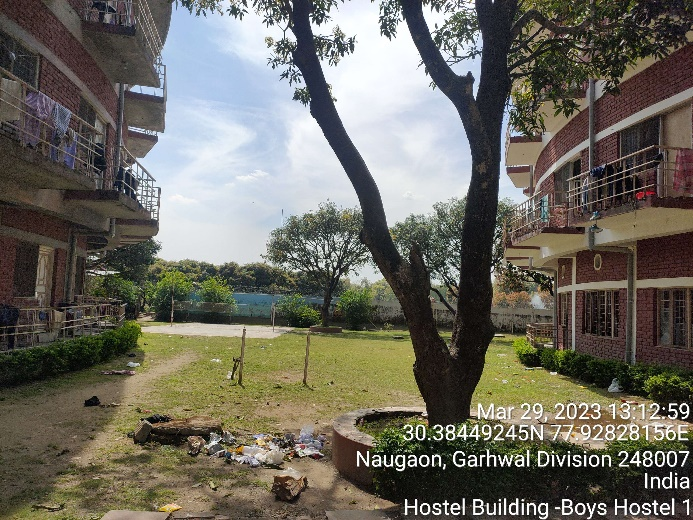 Mar 29, 2023 13:12:59
30.38449245N 77.92828156E
Naugaon, Garhwal Division 248007
India
Hostel Building -Boys Hostel 1